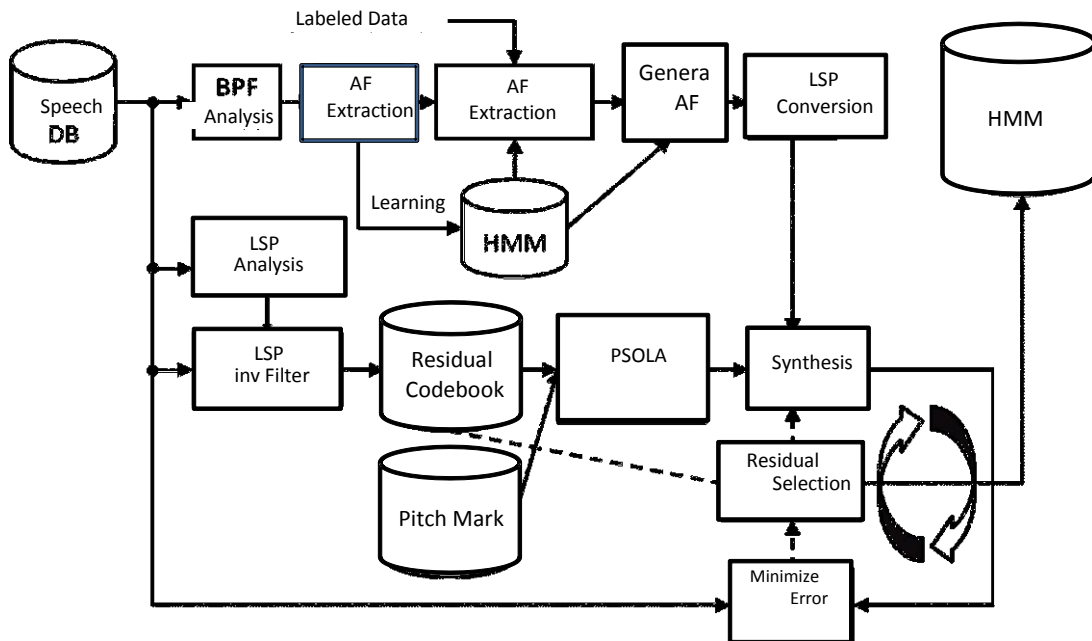 Labeled Data
Speech
DB
BPF
Analysis
AF
Extraction
AF
Extraction
Genera
AF
LSP
Conversion
HMM
Learning
HMM
LSP
Analysis
LSP
inv Filter
Residual
Codebook
PSOLA
Synthesis
Pitch Mark
Residual
Selection
Minimize
Error